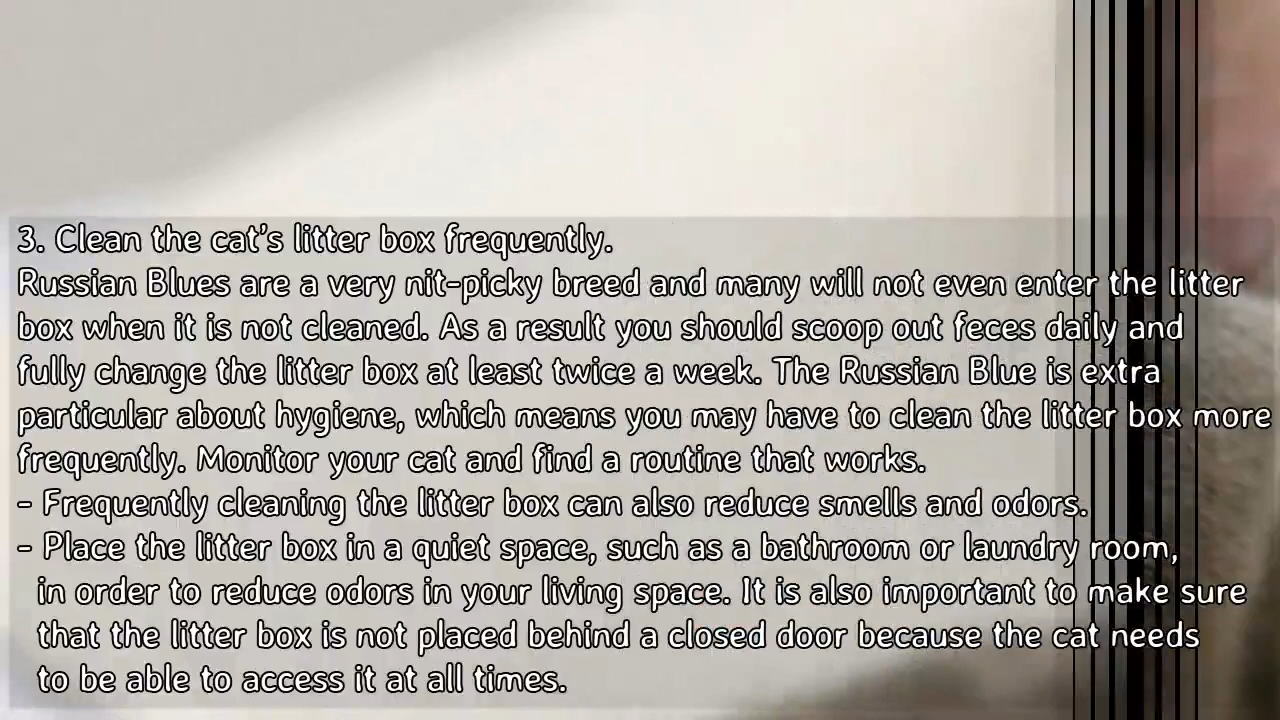 3. Clean the cat's litter box frequently.
Russian Blues are a very nit-picky breed and many will not even enter the litter
box when it is not cleaned. As a result you should scoop out feces daily and
fully change the litter box at least twice a week. The Russian Blue is extra
particular about hygiene, which means you may have to clean the litter box more
frequently. Monitor your cat and find a routine that works.
- Frequently cleaning the litter box can also reduce smells and odors.
- Place the litter box in a quiet space, such as a bathroom or laundry room,
in order to reduce odors in your living space. It is also important to make sure
that the litter box is not placed behind a closed door because the cat needs
to be able to access it at all times.